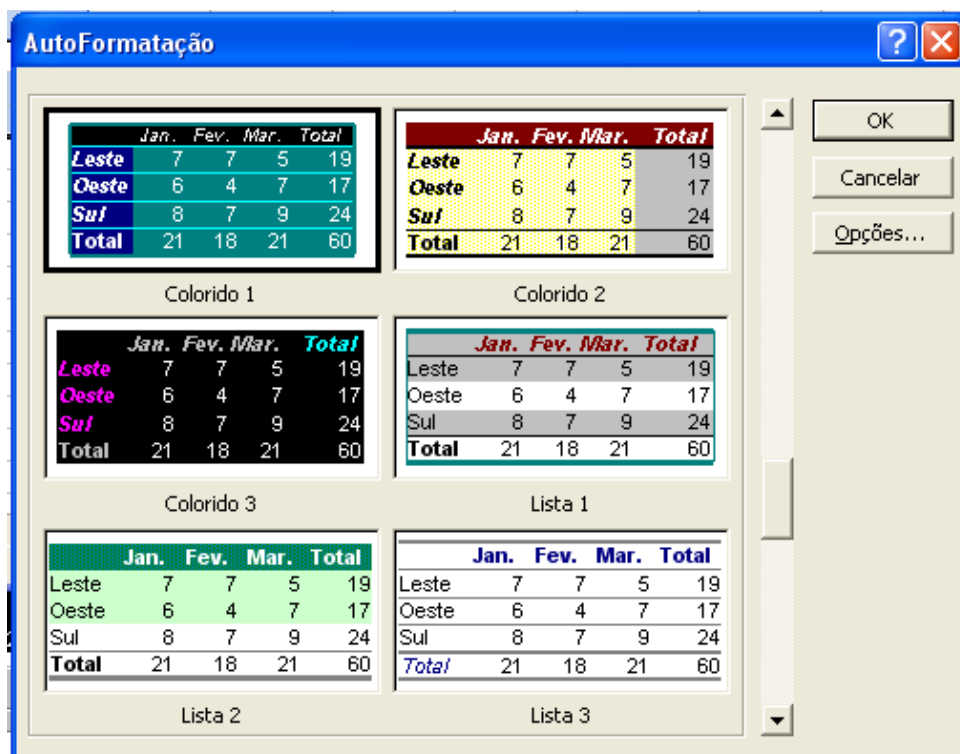 AutoFormatação
Jan. Fev. Mar. Total
Leste 7 7 5 19
Oeste 6 4 7 17
Sul 8 7 9 24
Total 21 18 21 60
Colorido 1
Jan. Fev. Mar. Total
Leste 7 7 5 19
Oeste 6 4 7 17
Sul 8 7 9 24
Total 21 18 21 60
Colorido 2
Jan. Fev. Mar. Total
Leste 7 7 5 19
Oeste 6 4 7 17
Sul 8 7 9 24
Total 21 18 21 60
Colorido 3
Jan. Fev. Mar. Total
Leste 7 7 5 19
Oeste 6 4 7 17
Sul 8 7 9 24
Total 21 18 21 60
Lista 1
Jan. Fev. Mar. Total
Leste 7 7 5 19
Oeste 6 4 7 17
Sul 8 7 9 24
Total 21 18 21 60
Lista 2
Jan. Fev. Mar. Total
Leste 7 7 5 19
Oeste 6 4 7 17
Sul 8 7 9 24
Total 21 18 21 60
Lista 3
OK
Cancelar
Opções...